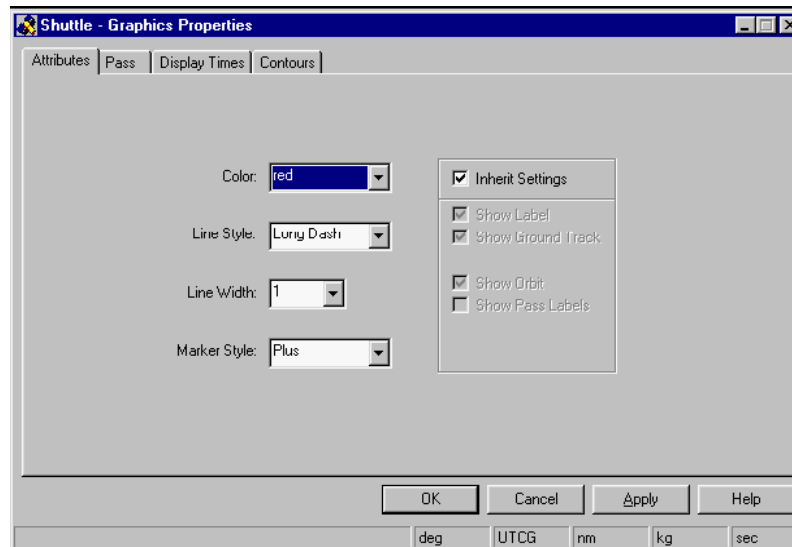 Shuttle - Graphics Properties
Attributes Pass Display Times Contours
Color: red
Line Style: Long Dash
Line Width: 1
Marker Style: Plus
Inherit Settings
Show Label
Show Ground Track
Show Orbit
Show Pass Labels
OK Cancel Apply Help
deg UTCG nm kg sec